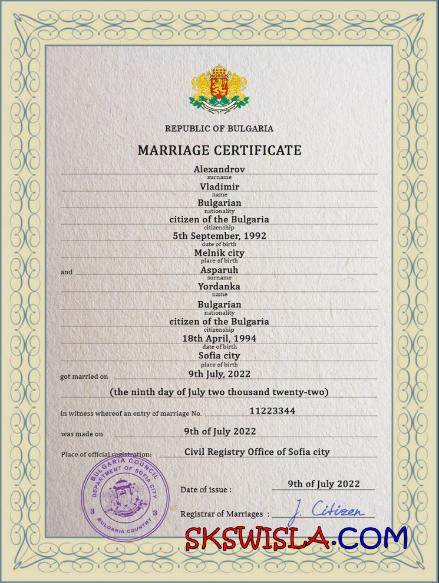 REPUBLIC OF BULGARIA
MARRIAGE CERTIFICATE
Alexandrov
surname
Vladimir
name
Bulgarian
nationality
citizen of the Bulgaria
citizenship
5th September, 1992
date of birth
Melnik city
place of birth
and Asparuh
surname
Yordanka
name
Bulgarian
nationality
citizen of the Bulgaria
citizenship
18th April, 1994
date of birth
Sofia city
place of birth
got married on 9th July, 2022
(the ninth day of July two thousand twenty-two)
In witness whereof an entry of marriage No. 11223344
was made on 9th of July 2022
Place of official registration: Civil Registry Office of Sofia city
BULGARIA COUNCIL
DEPARTMENT OF SOFIA CITY
BULGARIA COUNTRY
Date of issue : 9th of July 2022
Registrar of Marriages : J. Citizen
SKSWISLA.COM